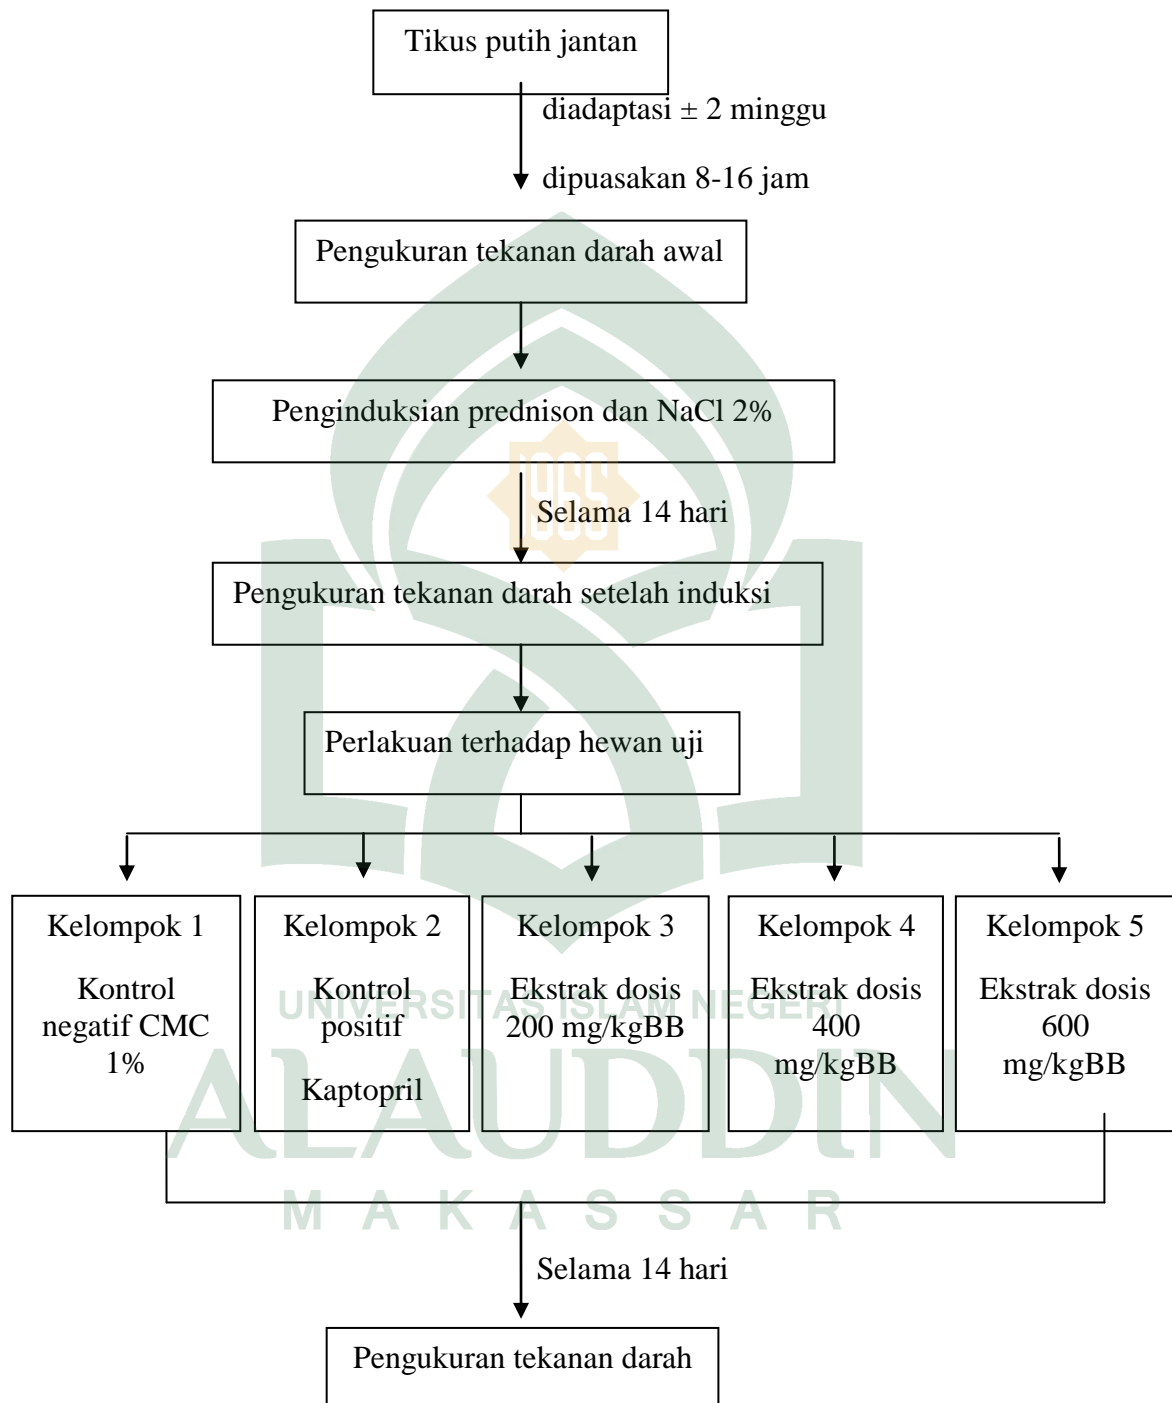 Tikus putih jantan
diadaptasi ± 2 minggu
dipuasakan 8-16 jam
Pengukuran tekanan darah awal
Penginduksian prednison dan NaCl 2%
Selama 14 hari
Pengukuran tekanan darah setelah induksi
Perlakuan terhadap hewan uji
Kelompok 1
Kontrol
negatif CMC
1%
Kelompok 2
Kontrol
positif
Kaptopril
Kelompok 3
Ekstrak dosis
200 mg/kgBB
Kelompok 4
Ekstrak dosis
400
mg/kgBB
Kelompok 5
Ekstrak dosis
600
mg/kgBB
UNIVERSITAS ISLAM NEGERI
ALAUDDIN
MAKASSAR
Selama 14 hari
Pengukuran tekanan darah